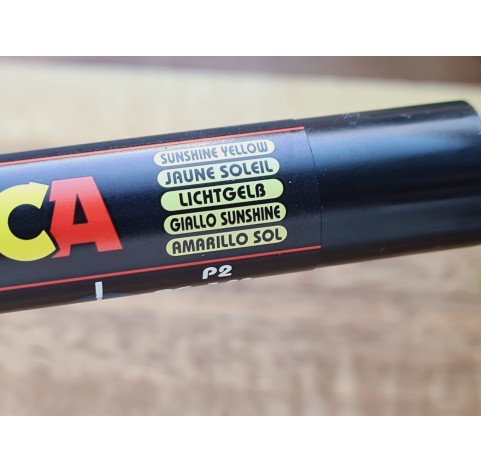 CA
SUNSHINE YELLOW
JAUNE SOLEIL
LICHTGELB
GIALLO SUNSHINE
AMARILLO SOL
P2